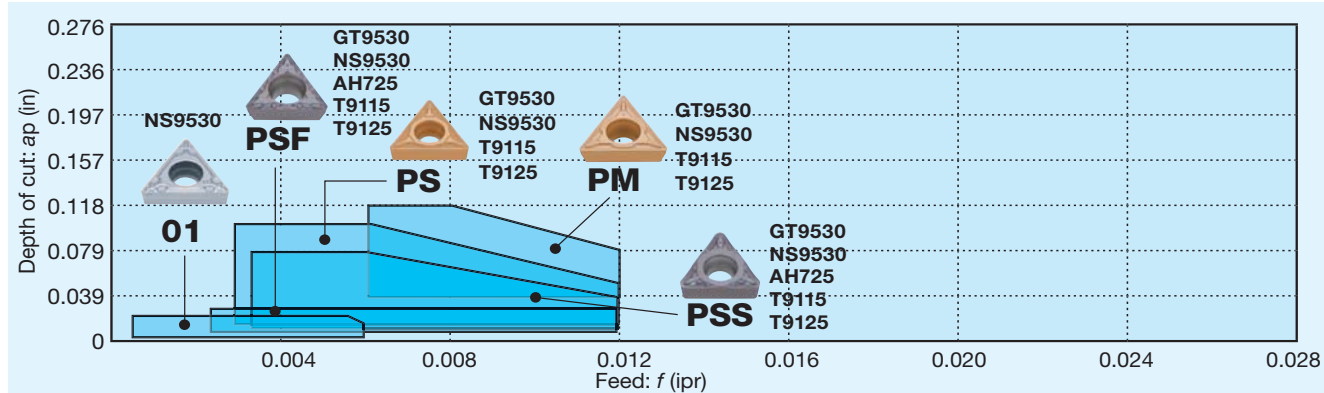 Depth of cut: ap (in)
0.276
0.236
0.197
0.157
0.118
0.079
0.039
0
NS9530
01
GT9530
NS9530
AH725
T9115
T9125
PSF
GT9530
NS9530
T9115
T9125
PS
GT9530
NS9530
T9115
T9125
PM
GT9530
NS9530
AH725
T9115
T9125
PSS
0.004
0.008
0.012
0.016
0.020
0.024
0.028
Feed: f (ipr)